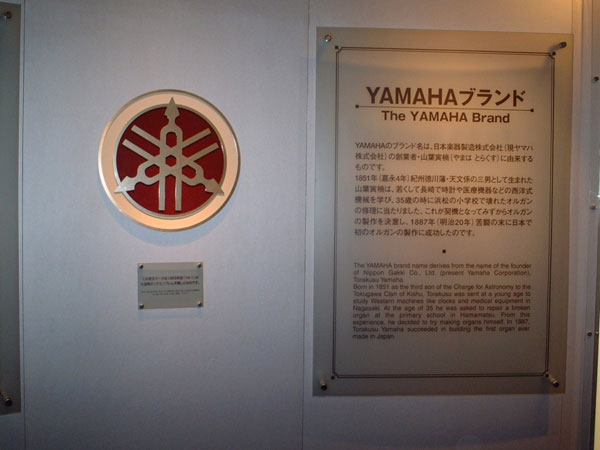 YAMAHAブランド
The YAMAHA Brand
YAMAHAのブランド名は、日本楽器製造株式会社（現ヤマハ
株式会社）の創業者・山葉寅楠（やまは とらくす）に由来する
ものです。
1851年（嘉永4年）紀州徳川藩・天文係の三男として生まれた
山葉寅楠は、若くして長崎で時計や医療機器などの西洋式
機械を学び、35歳の時に浜松の小学校で壊れたオルガン
の修理に当たりました。これが契機となってみずからオルガン
の製作を決意し、1887年（明治20年）苦闘の末に日本で
初のオルガンの製作に成功したのです。
The YAMAHA brand name derives from the name of the founder
of Nippon Gakki Co., Ltd. (present Yamaha Corporation),
Torakusu Yamaha.
Born in 1851 as the third son of the Charge for Astronomy to the
Tokugawa Clan of Kishu, Torakusu was sent at a young age to
study Western machines like clocks and medical equipment in
Nagasaki. At the age of 35 he was asked to repair a broken
organ at the primary school in Hamamatsu. From this
experience, he decided to try making organs himself. In 1887,
Torakusu Yamaha succeeded in building the first organ ever
made in Japan.